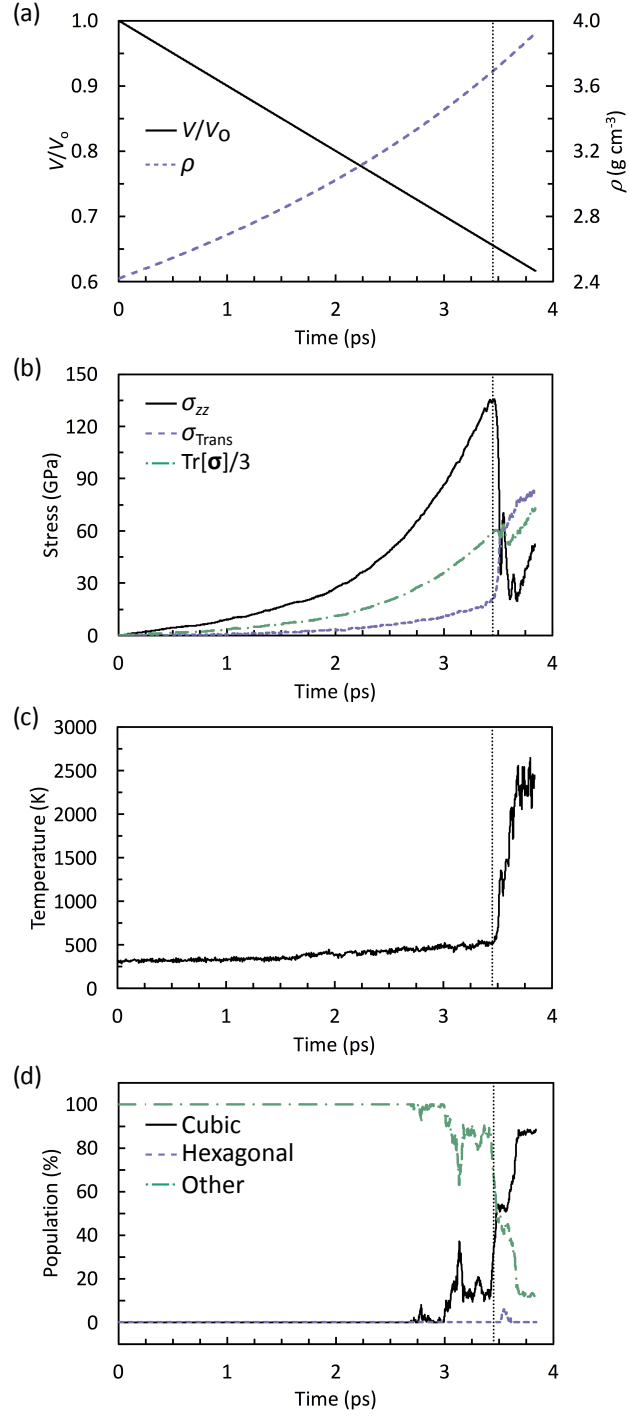 (a)
1.0
0.9
0.8
0.7
0.6
V/Vo
V/Vo
ρ
4.0
3.6
3.2
2.8
2.4
ρ (g cm-3)
0 1 2 3 4
Time (ps)
(b)
150
120
90
60
30
0
Stress (GPa)
σzz
σTrans
Tr[σ]/3
0 1 2 3 4
Time (ps)
(c)
3000
2500
2000
1500
1000
500
0
Temperature (K)
0 1 2 3 4
Time (ps)
(d)
100
80
60
40
20
0
Population (%)
Cubic
Hexagonal
Other
0 1 2 3 4
Time (ps)